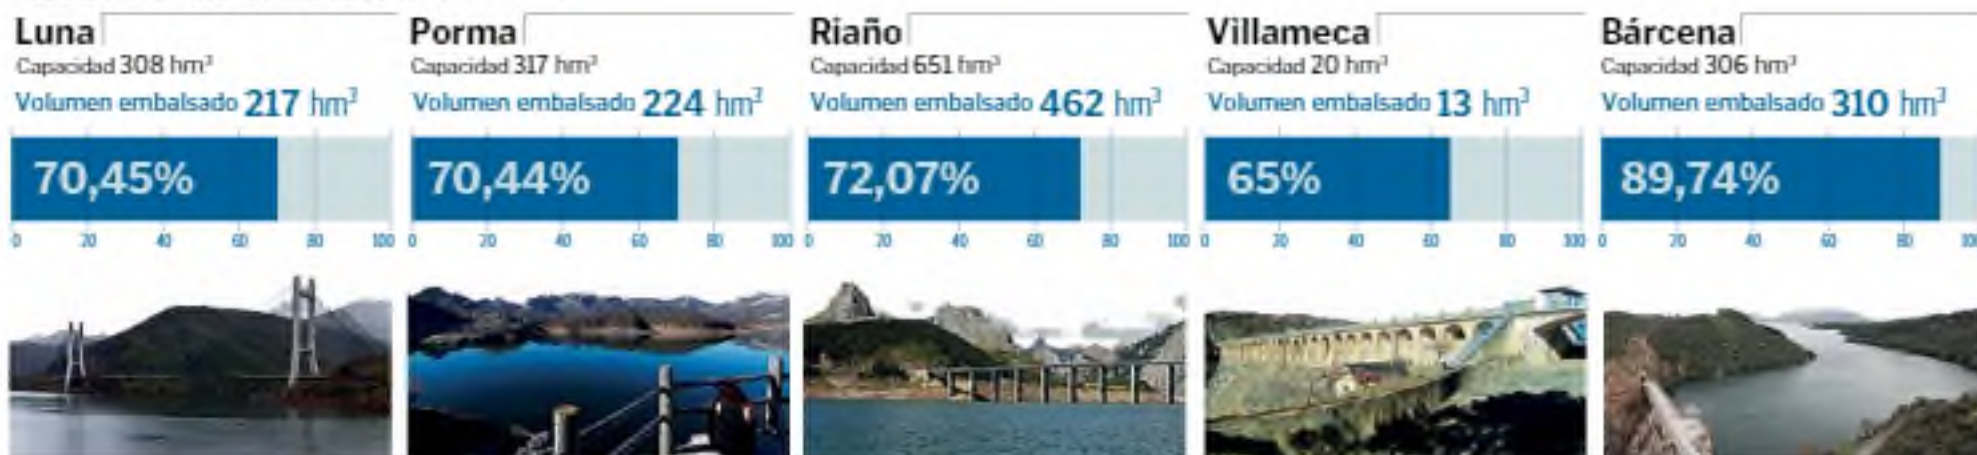 Luna
Capacidad 308 hm³
Volumen embalsado 217 hm³
70,45%
0 20 40 60 80 100
Porma
Capacidad 317 hm³
Volumen embalsado 224 hm³
70,44%
0 20 40 60 80 100
Riaño
Capacidad 651 hm³
Volumen embalsado 462 hm³
72,07%
0 20 40 60 80 100
Villameca
Capacidad 20 hm³
Volumen embalsado 13 hm³
65%
0 20 40 60 80 100
Bárcena
Capacidad 306 hm³
Volumen embalsado 310 hm³
89,74%
0 20 40 60 80 100